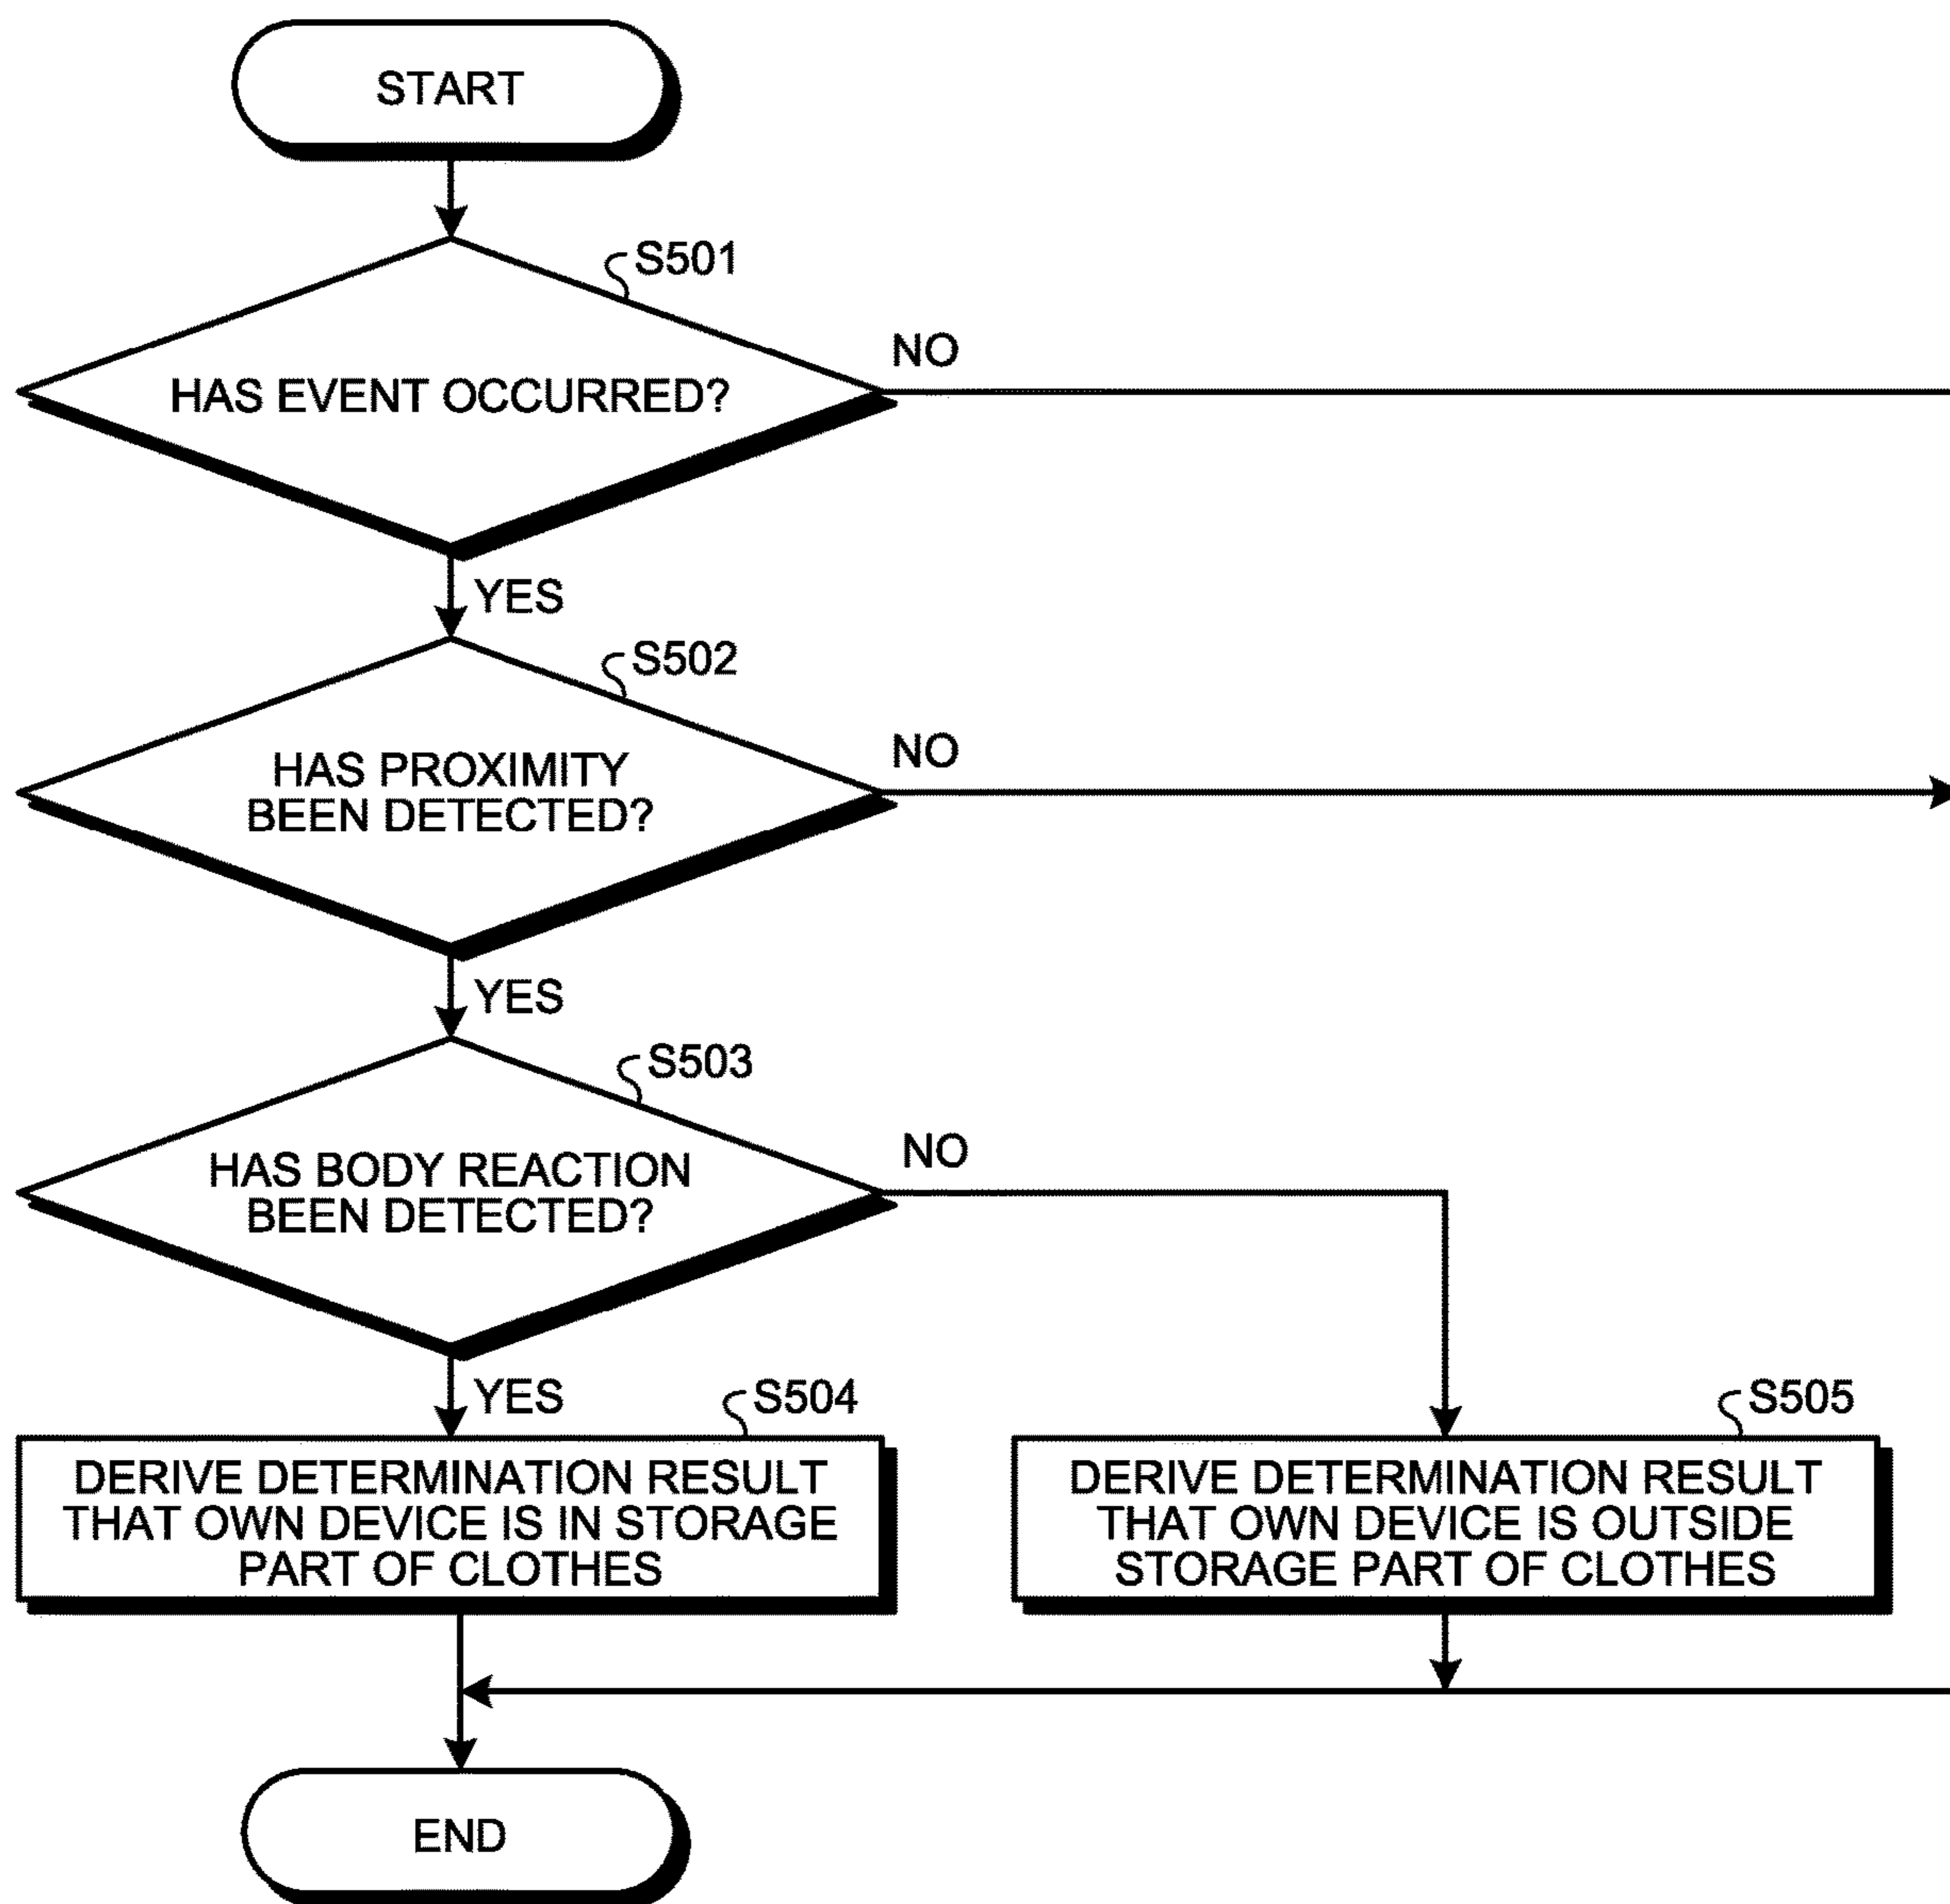 START
S501
HAS EVENT OCCURRED?
NO
YES
S502
HAS PROXIMITY
BEEN DETECTED?
NO
YES
S503
HAS BODY REACTION
BEEN DETECTED?
NO
YES
S504
DERIVE DETERMINATION RESULT
THAT OWN DEVICE IS IN STORAGE
PART OF CLOTHES
S505
DERIVE DETERMINATION RESULT
THAT OWN DEVICE IS OUTSIDE
STORAGE PART OF CLOTHES
END